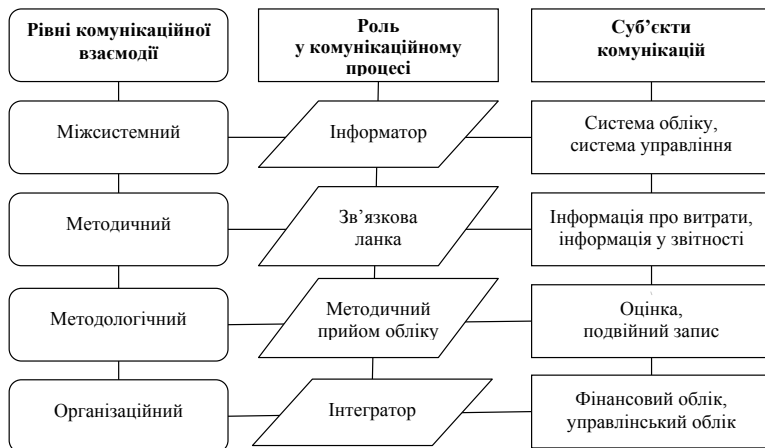 Рівні комунікаційної
взаємодії
Роль
у комунікаційному
процесі
Суб’єкти
комунікацій
Міжсистемний
Інформатор
Система обліку,
система управління
Методичний
Зв’язкова
ланка
Інформація про витрати,
інформація у звітності
Методологічний
Методичний
прийом обліку
Оцінка,
подвійний запис
Організаційний
Інтегратор
Фінансовий облік,
управлінський облік